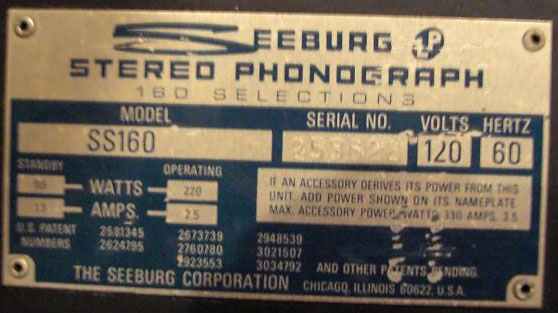 SEEBURG LP
STEREO PHONOGRAPH
160 SELECTIONS
MODEL SERIAL NO. VOLTS HERTZ
SS160 120 60
STANDBY OPERATING
WATTS 220
AMPS. 2.5
IF AN ACCESSORY DERIVES ITS POWER FROM THIS
UNIT, ADD POWER SHOWN ON ITS NAMEPLATE
MAX. ACCESSORY POWER: WATTS 330 AMPS. 3.5
U.S. PATENT NUMBERS
2581345 2673739 2948539
2624795 2760780 3021507
2923553 3034792 AND OTHER PATENTS PENDING.
THE SEEBURG CORPORATION CHICAGO, ILLINOIS 60622, U.S.A.